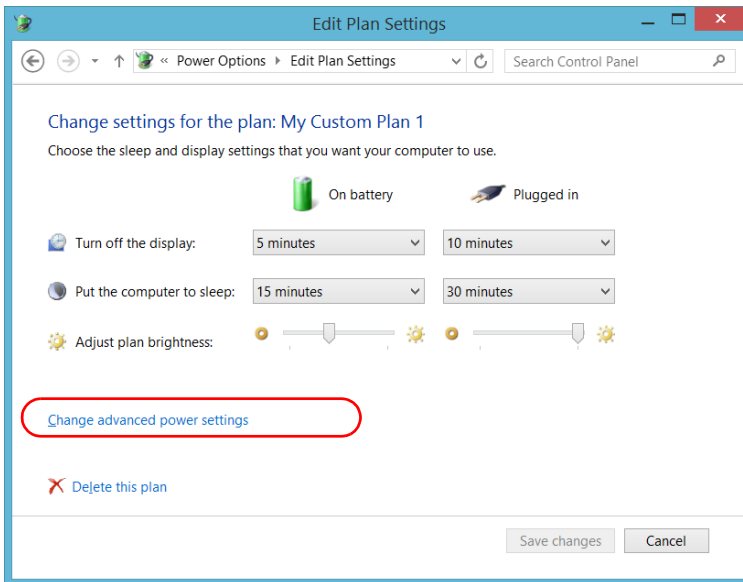 Edit Plan Settings
« Power Options Edit Plan Settings Search Control Panel
Change settings for the plan: My Custom Plan 1
Choose the sleep and display settings that you want your computer to use.
On battery Plugged in
Turn off the display: 5 minutes 10 minutes
Put the computer to sleep: 15 minutes 30 minutes
Adjust plan brightness:
Change advanced power settings
Delete this plan
Save changes Cancel